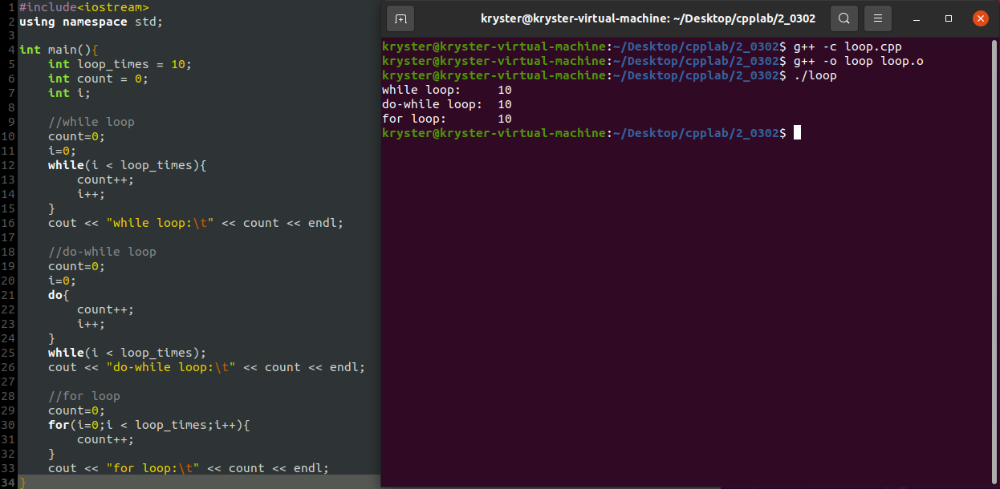 1 #include<iostream>
2 using namespace std;
3
4 int main(){
5     int loop_times = 10;
6     int count = 0;
7     int i;
8
9     //while loop
10     count=0;
11     i=0;
12     while(i < loop_times){
13         count++;
14         i++;
15     }
16     cout << "while loop:\t" << count << endl;
17
18     //do-while loop
19     count=0;
20     i=0;
21     do{
22         count++;
23         i++;
24     }
25     while(i < loop_times);
26     cout << "do-while loop:\t" << count << endl;
27
28     //for loop
29     count=0;
30     for(i=0;i < loop_times;i++){
31         count++;
32     }
33     cout << "for loop:\t" << count << endl;
34 }
kryster@kryster-virtual-machine: ~/Desktop/cpplab/2_0302
kryster@kryster-virtual-machine:~/Desktop/cpplab/2_0302$ g++ -c loop.cpp
kryster@kryster-virtual-machine:~/Desktop/cpplab/2_0302$ g++ -o loop loop.o
kryster@kryster-virtual-machine:~/Desktop/cpplab/2_0302$ ./loop
while loop:     10
do-while loop:  10
for loop:       10
kryster@kryster-virtual-machine:~/Desktop/cpplab/2_0302$